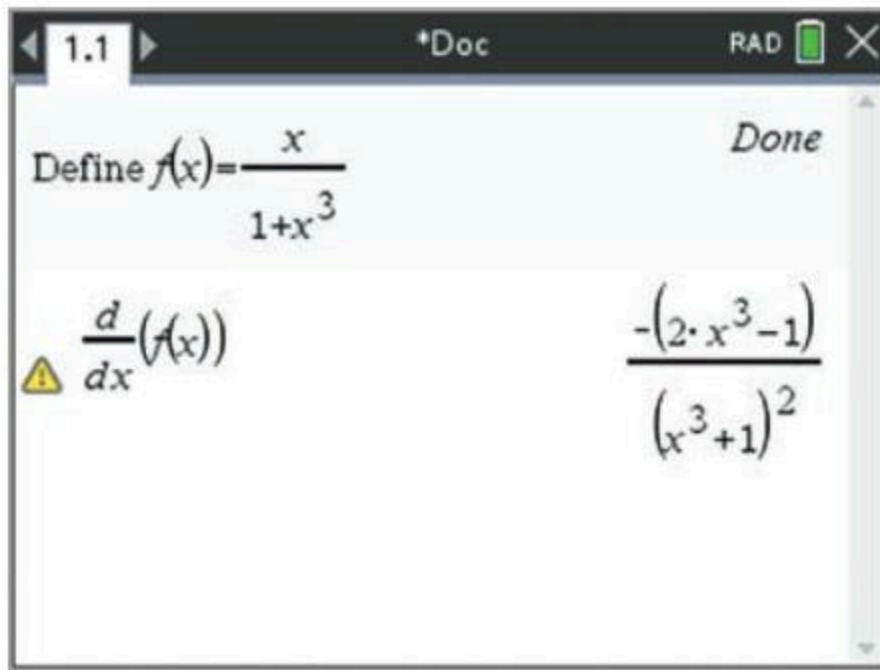 1.1 *Doc RAD
Define f(x)=x/(1+x^3) Done
d/dx(f(x)) -(2·x^3-1)/(x^3+1)^2